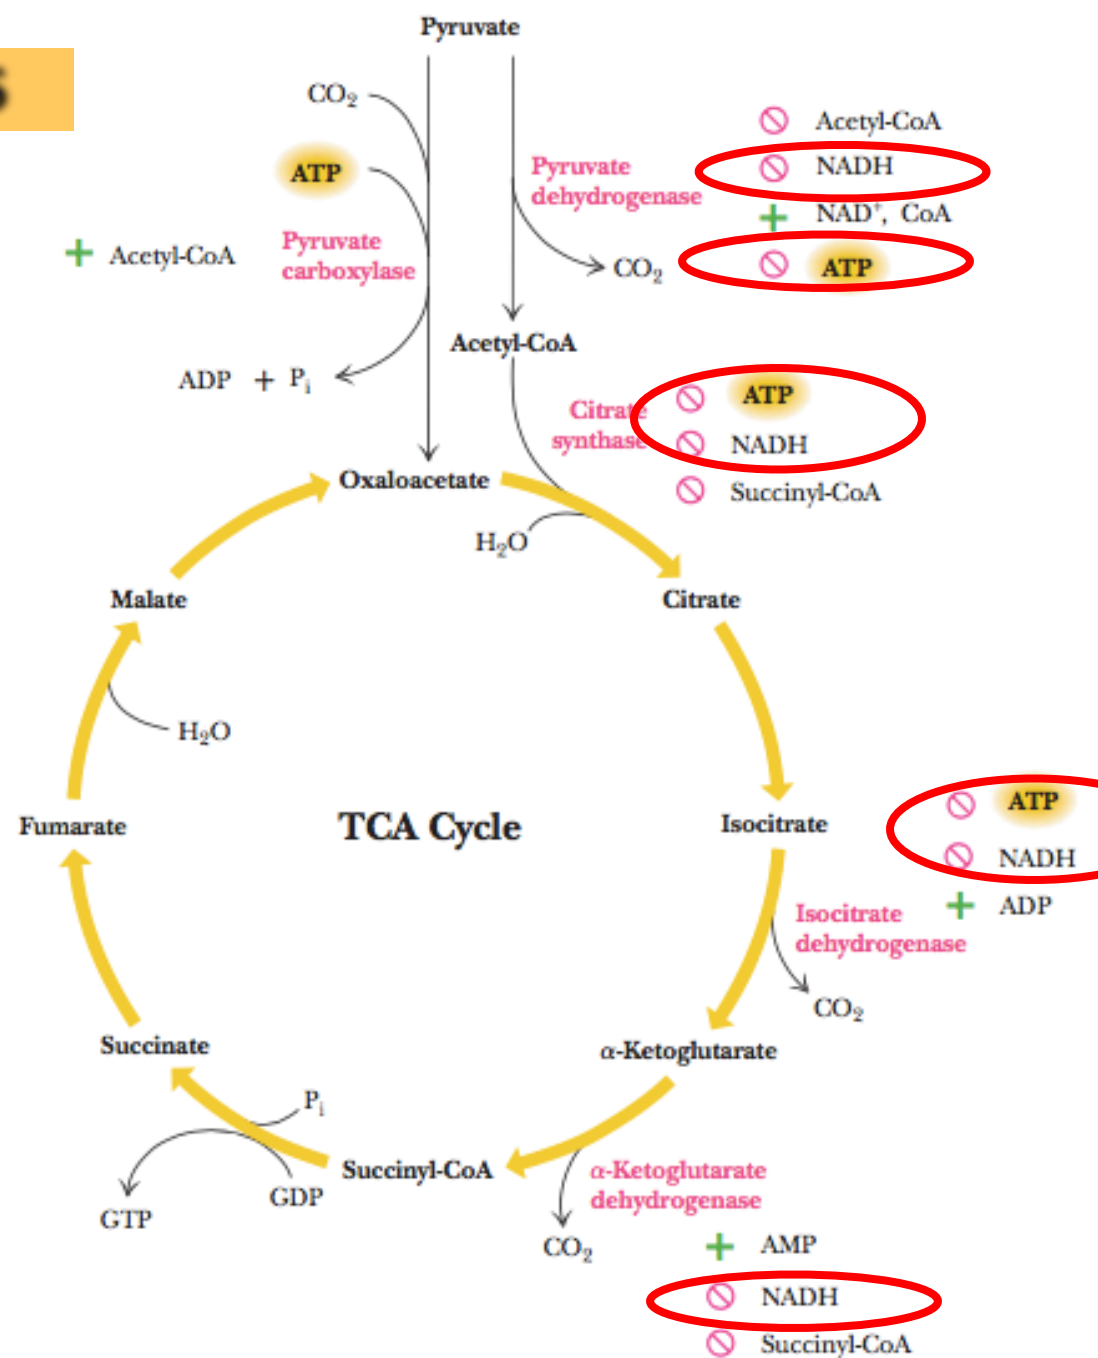 Pyruvate
CO₂
ATP
+ Acetyl-CoA
Pyruvate
carboxylase
ADP + Pᵢ
Pyruvate
dehydrogenase
Acetyl-CoA
NADH
+ NAD⁺, CoA
ATP
CO₂
Acetyl-CoA
Citrate
synthase
ATP
NADH
Succinyl-CoA
Oxaloacetate
H₂O
Malate
Citrate
H₂O
Fumarate
TCA Cycle
Isocitrate
ATP
NADH
+ ADP
Isocitrate
dehydrogenase
CO₂
Succinate
α-Ketoglutarate
Pᵢ
Succinyl-CoA
GDP
GTP
α-Ketoglutarate
dehydrogenase
CO₂
+ AMP
NADH
Succinyl-CoA